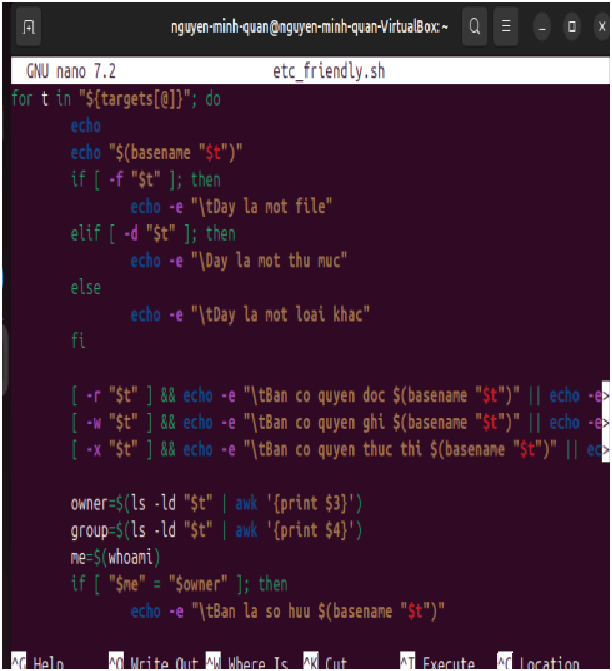 nguyen-minh-quan@nguyen-minh-quan-VirtualBox: ~
GNU nano 7.2 etc_friendly.sh
for t in "${targets[@]}"; do
echo
echo "$(basename "$t")"
if [ -f "$t" ]; then
echo -e "\tDay la mot file"
elif [ -d "$t" ]; then
echo -e "\Day la mot thu muc"
else
echo -e "\tDay la mot loai khac"
fi
[ -r "$t" ] && echo -e "\tBan co quyen doc $(basename "$t")" || echo -e>
[ -w "$t" ] && echo -e "\tBan co quyen ghi $(basename "$t")" || echo -e>
[ -x "$t" ] && echo -e "\tBan co quyen thuc thi $(basename "$t")" || ec>
owner=$(ls -ld "$t" | awk '{print $3}')
group=$(ls -ld "$t" | awk '{print $4}')
me=$(whoami)
if [ "$me" = "$owner" ]; then
echo -e "\tBan la so huu $(basename "$t")"
^G Help ^O Write Out ^W Where Is ^K Cut ^T Execute ^C Location